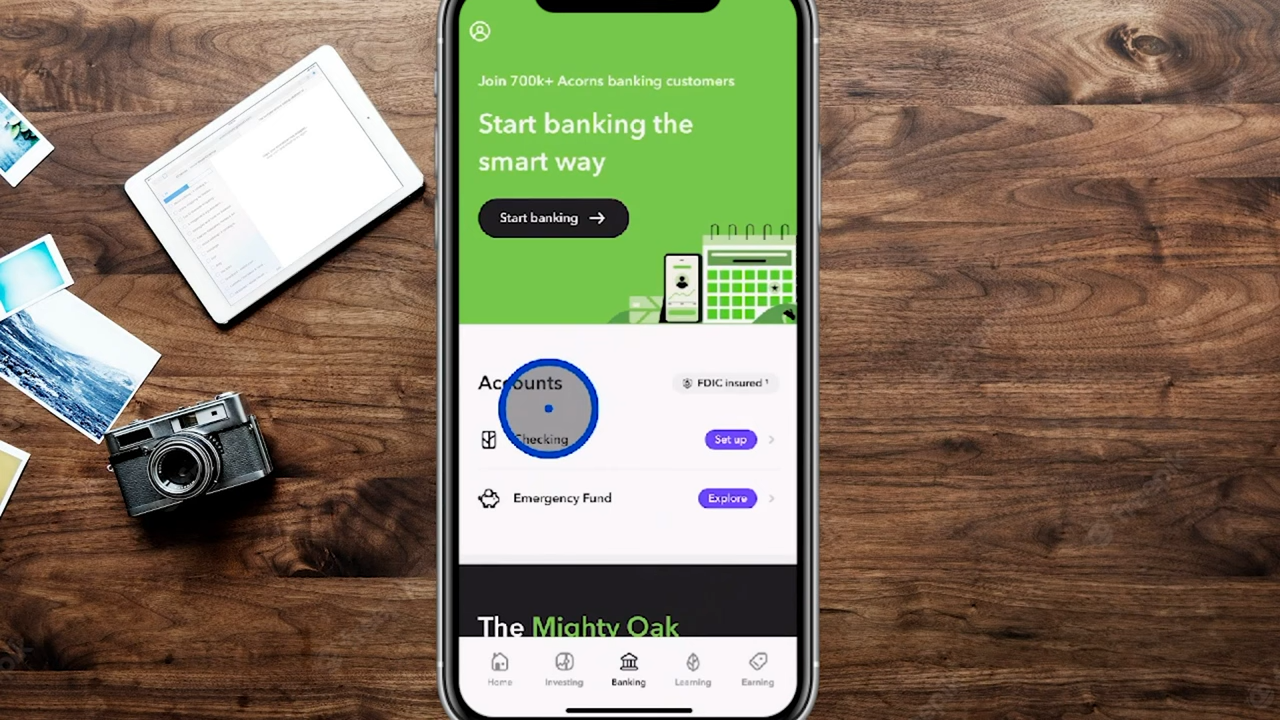 Join 700k+ Acorns banking customers
Start banking the
smart way
Start banking
Accounts
FDIC insured ¹
Checking
Set up
Emergency Fund
Explore
The Mighty Oak
Home
Investing
Banking
Learning
Earning